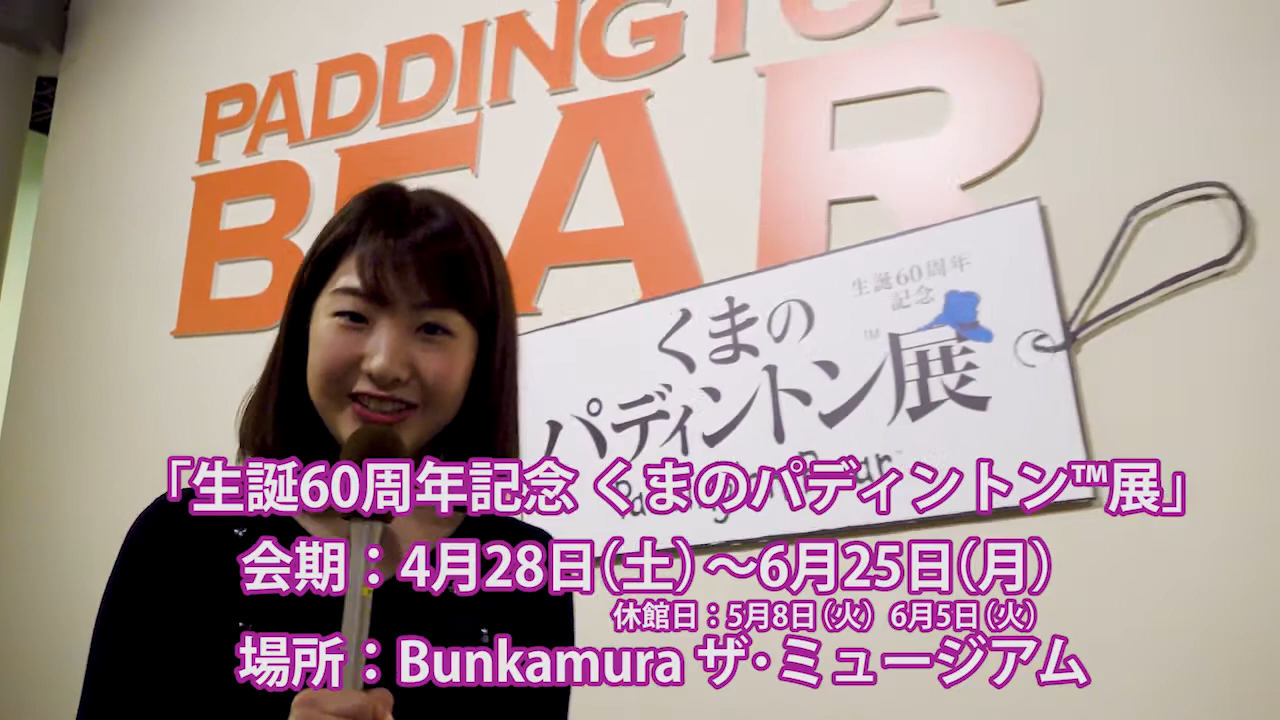 PADDINGTON
BEAR
生誕60周年
記念
くまの
パディントン™展
「生誕60周年記念 くまのパディントン™展」
会期：4月28日（土）～6月25日（月）
休館日：5月8日（火） 6月5日（火）
場所：Bunkamura ザ・ミュージアム